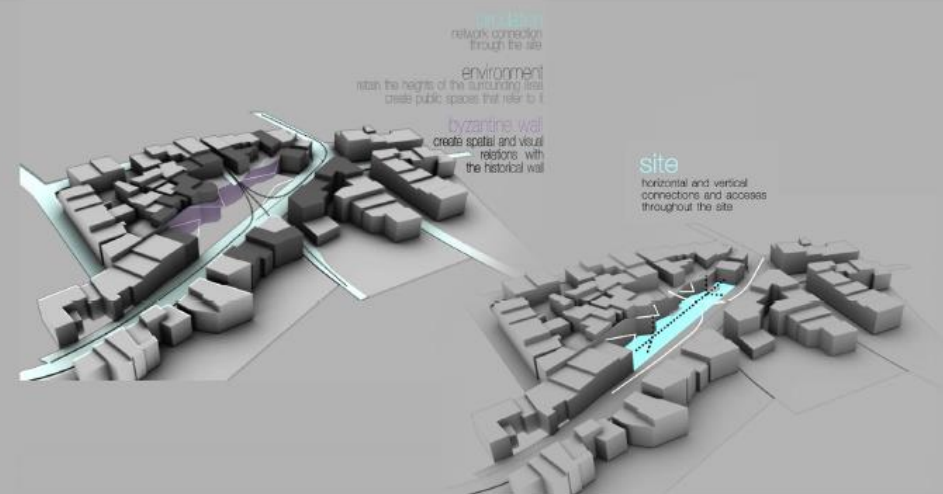 circulation
network connection
through the site
environment
retain the heights of the surrounding area
create public spaces that refer to it
byzantine wall
create spatial and visual
relations with
the historical wall
site
horizontal and vertical
connections and accesses
throughout the site